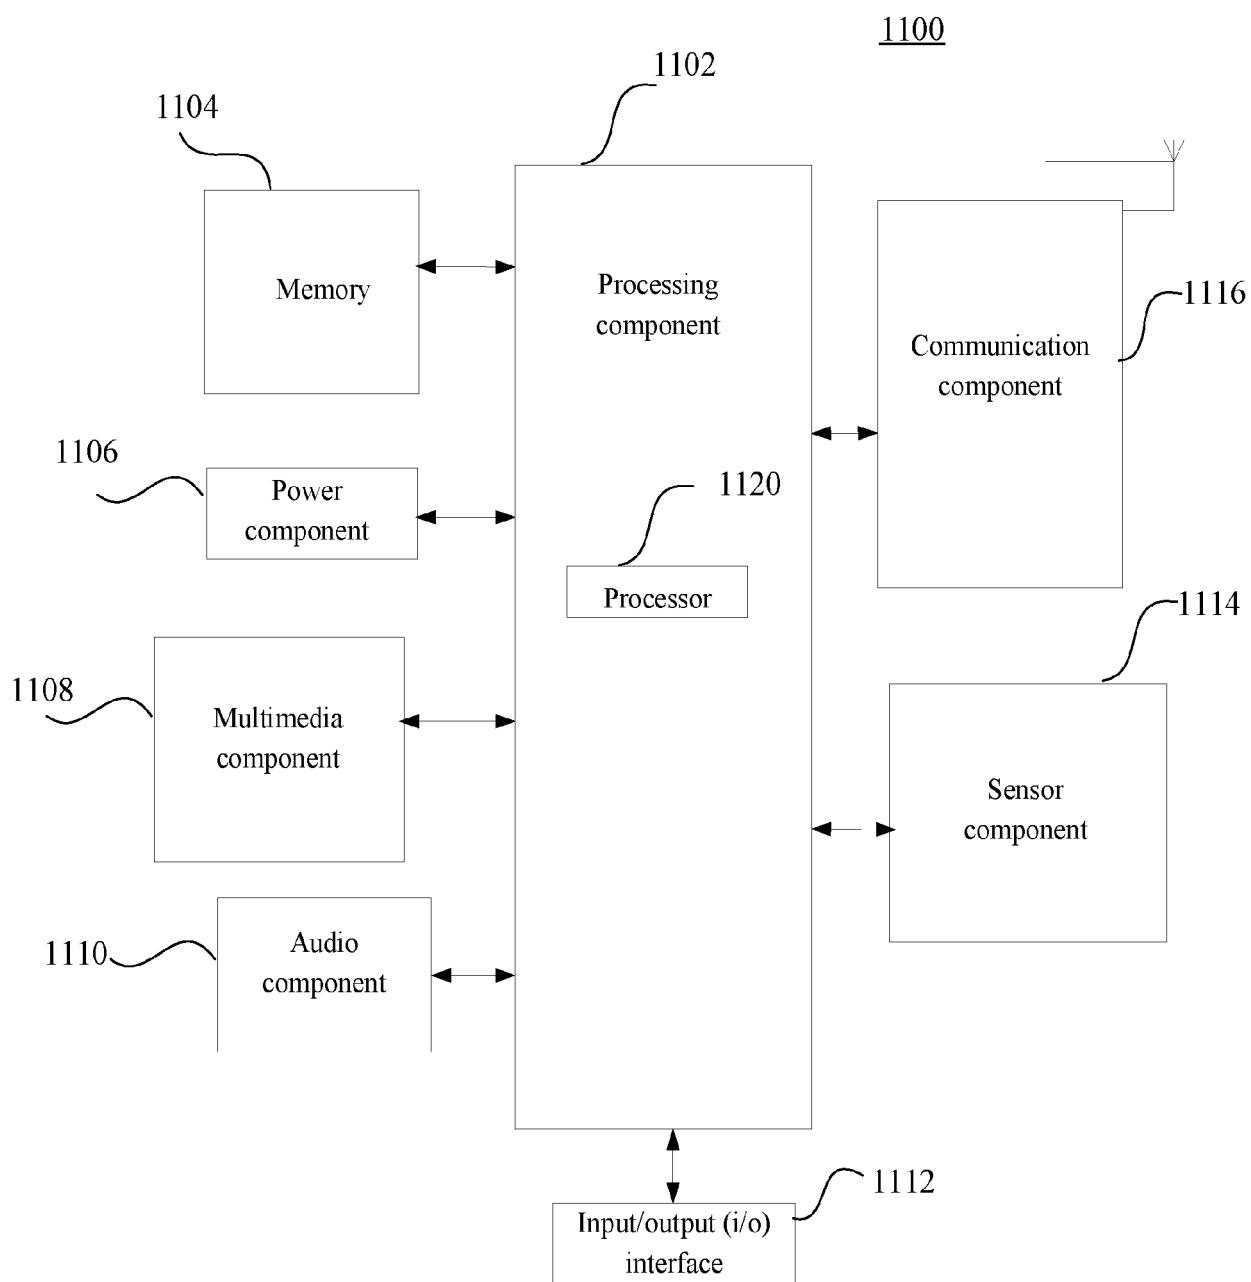 1100
1102
1104
Memory
Processing
component
1116
Communication
component
1106
Power
component
1120
Processor
1114
1108
Multimedia
component
Sensor
component
1110
Audio
component
1112
Input/output (i/o)
interface